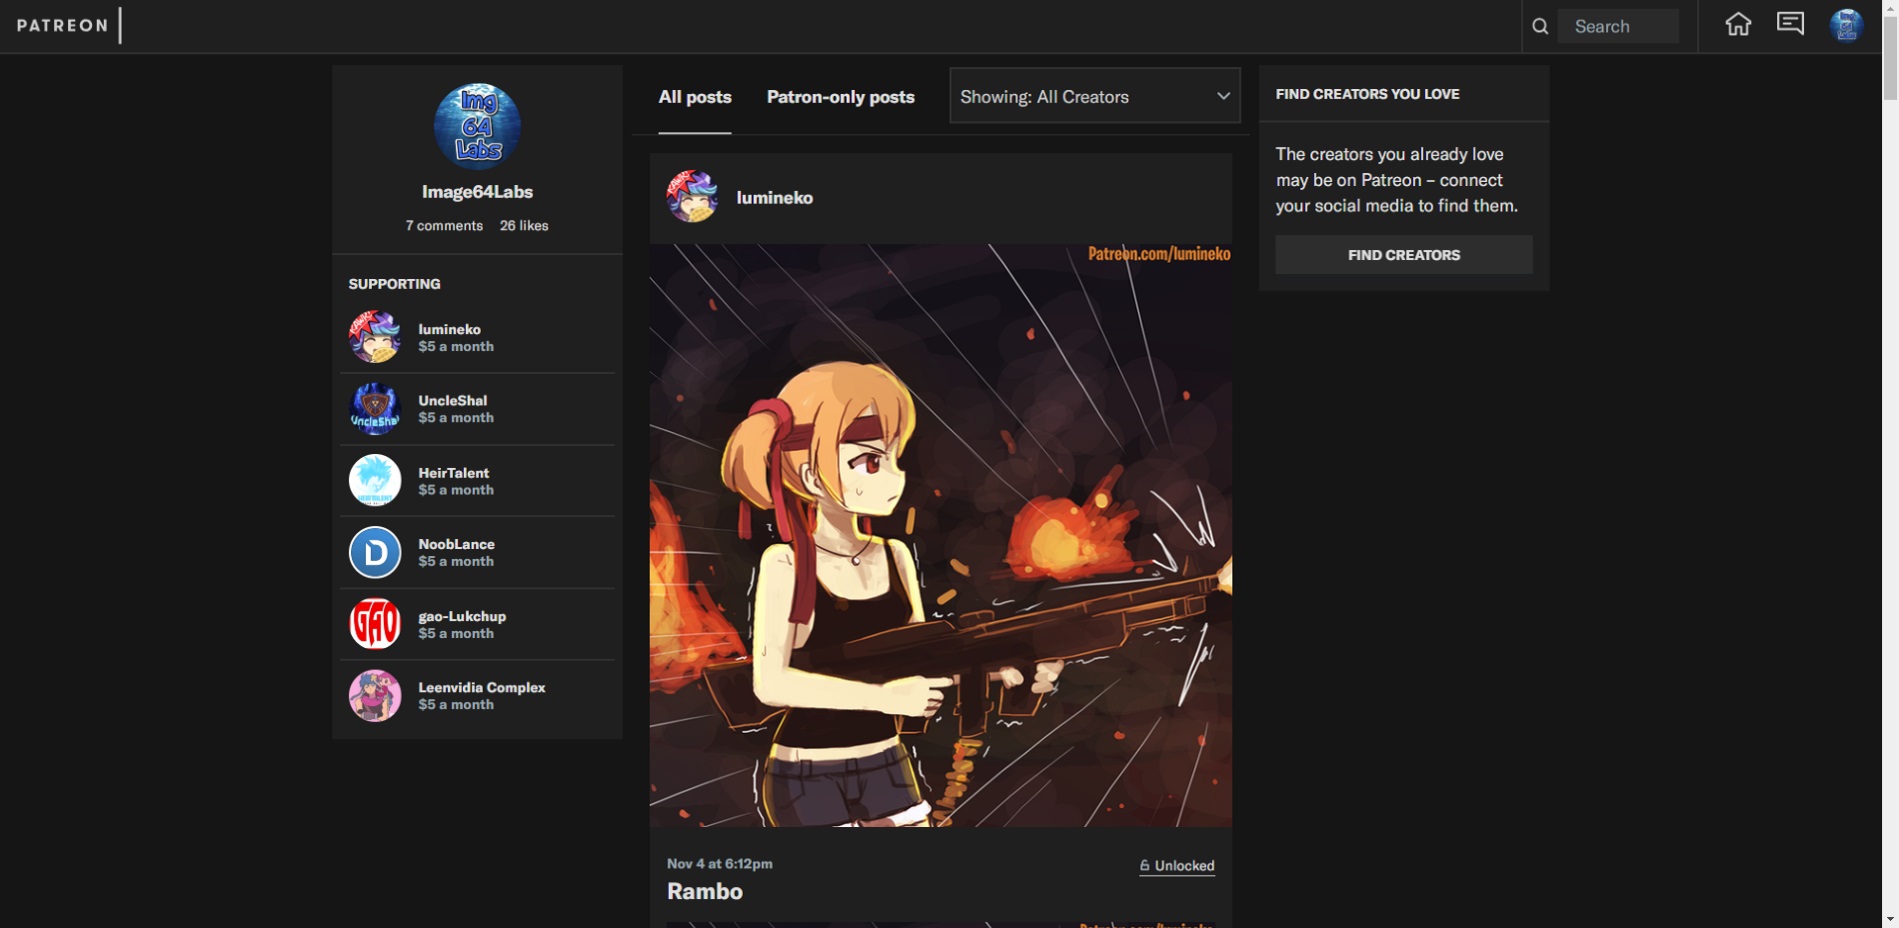 PATREON
Search
Img
64
Labs
Image64Labs
7 comments 26 likes
SUPPORTING
lumineko
$5 a month
UncleShal
UncleShal
$5 a month
HeirTalent
$5 a month
D
NoobLance
$5 a month
GAO
gao-Lukchup
$5 a month
Leenvidia Complex
$5 a month
All posts
Patron-only posts
Showing: All Creators
lumineko
Patreon.com/lumineko
Nov 4 at 6:12pm
Unlocked
Rambo
FIND CREATORS YOU LOVE
The creators you already love
may be on Patreon – connect
your social media to find them.
FIND CREATORS